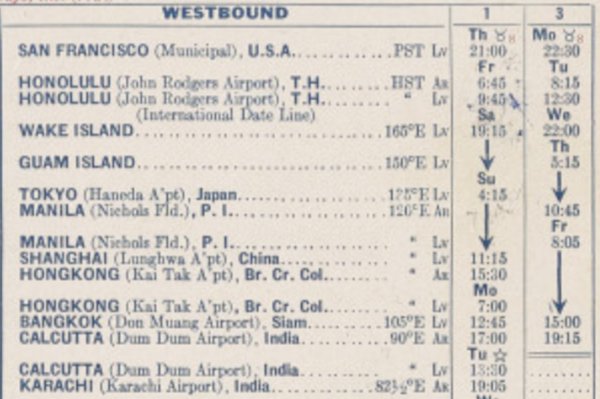 WESTBOUND 1 3
Th 8 Mo 8
SAN FRANCISCO (Municipal), U.S.A. PST Lv 21:00 22:30
Fr Tu
HONOLULU (John Rodgers Airport), T.H. HST Ar 6:45 8:15
HONOLULU (John Rodgers Airport), T.H. " Lv 9:45 12:30
(International Date Line) Sa We
WAKE ISLAND 165°E Lv 19:15 22:00
Th
GUAM ISLAND 150°E Lv 5:15
Su
TOKYO (Haneda A'pt), Japan Lv 4:15
MANILA (Nichols Fld.), P. I. 120°E Ar 10:45
Fr
MANILA (Nichols Fld.), P. I. " Lv 8:05
SHANGHAI (Lunghwa A'pt), China " Lv 11:15
HONGKONG (Kai Tak A'pt), Br. Cr. Col. " Ar 15:30
Mo
HONGKONG (Kai Tak A'pt), Br. Cr. Col. " Lv 7:00
BANGKOK (Don Muang Airport), Siam 105°E Lv 12:45 15:00
CALCUTTA (Dum Dum Airport), India 90°E Ar 17:00 19:15
Tu ☆
CALCUTTA (Dum Dum Airport), India " Lv 13:30
KARACHI (Karachi Airport), India 82½°E Ar 19:05